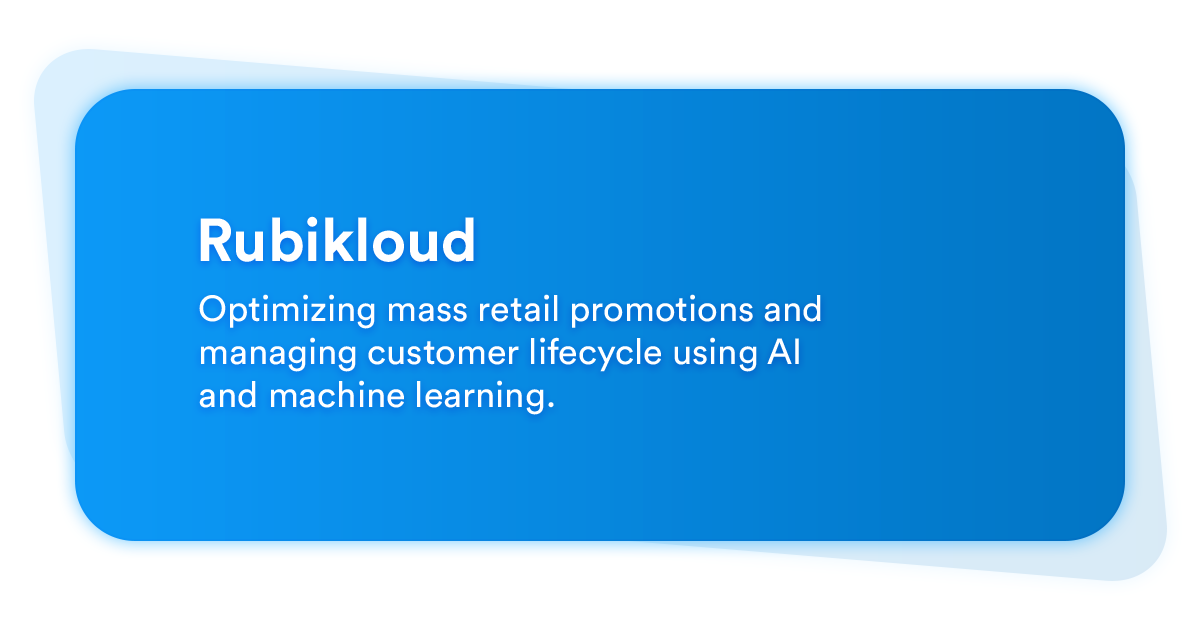 Rubikloud
Optimizing mass retail promotions and
managing customer lifecycle using AI
and machine learning.